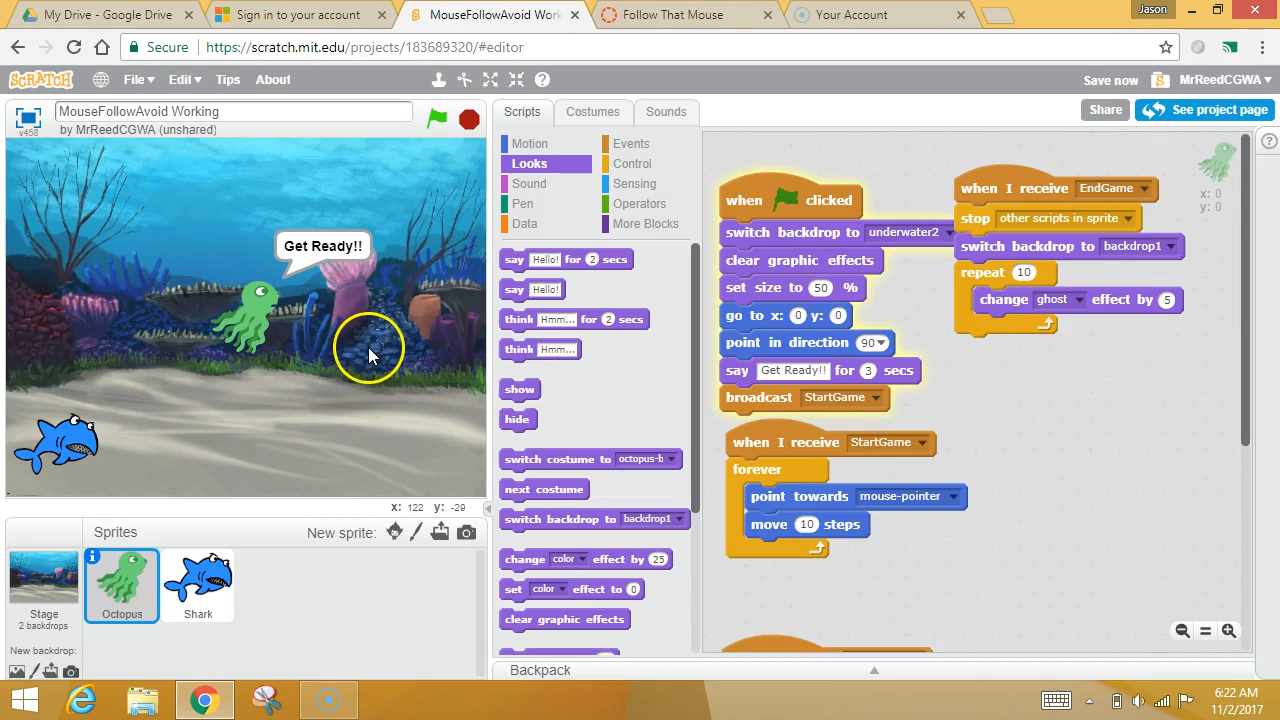 My Drive - Google Drive
Sign in to your account
MouseFollowAvoid Work
Follow That Mouse
Your Account
Jason
Secure
https://scratch.mit.edu/projects/183689320/#editor
SCRATCH
File
Edit
Tips
About
Save now
MrReedCGWA
v458
MouseFollowAvoid Working
by MrReedCGWA (unshared)
Scripts
Costumes
Sounds
Share
See project page
Get Ready!!
Motion
Looks
Sound
Pen
Data
Events
Control
Sensing
Operators
More Blocks
say Hello! for 2 secs
say Hello!
think Hmm... for 2 secs
think Hmm...
show
hide
switch costume to octopus-b
next costume
switch backdrop to backdrop1
change color effect by 25
set color effect to 0
clear graphic effects
when clicked
switch backdrop to underwater2
clear graphic effects
set size to 50 %
go to x: 0 y: 0
point in direction 90
say Get Ready!! for 3 secs
broadcast StartGame
when I receive StartGame
forever
point towards mouse-pointer
move 10 steps
when I receive EndGame
stop other scripts in sprite
switch backdrop to backdrop1
repeat 10
change ghost effect by 5
x: 0
y: 0
x: 122 y: -29
Sprites
New sprite:
Stage
2 backdrops
New backdrop:
Octopus
Shark
Backpack
6:22 AM
11/2/2017